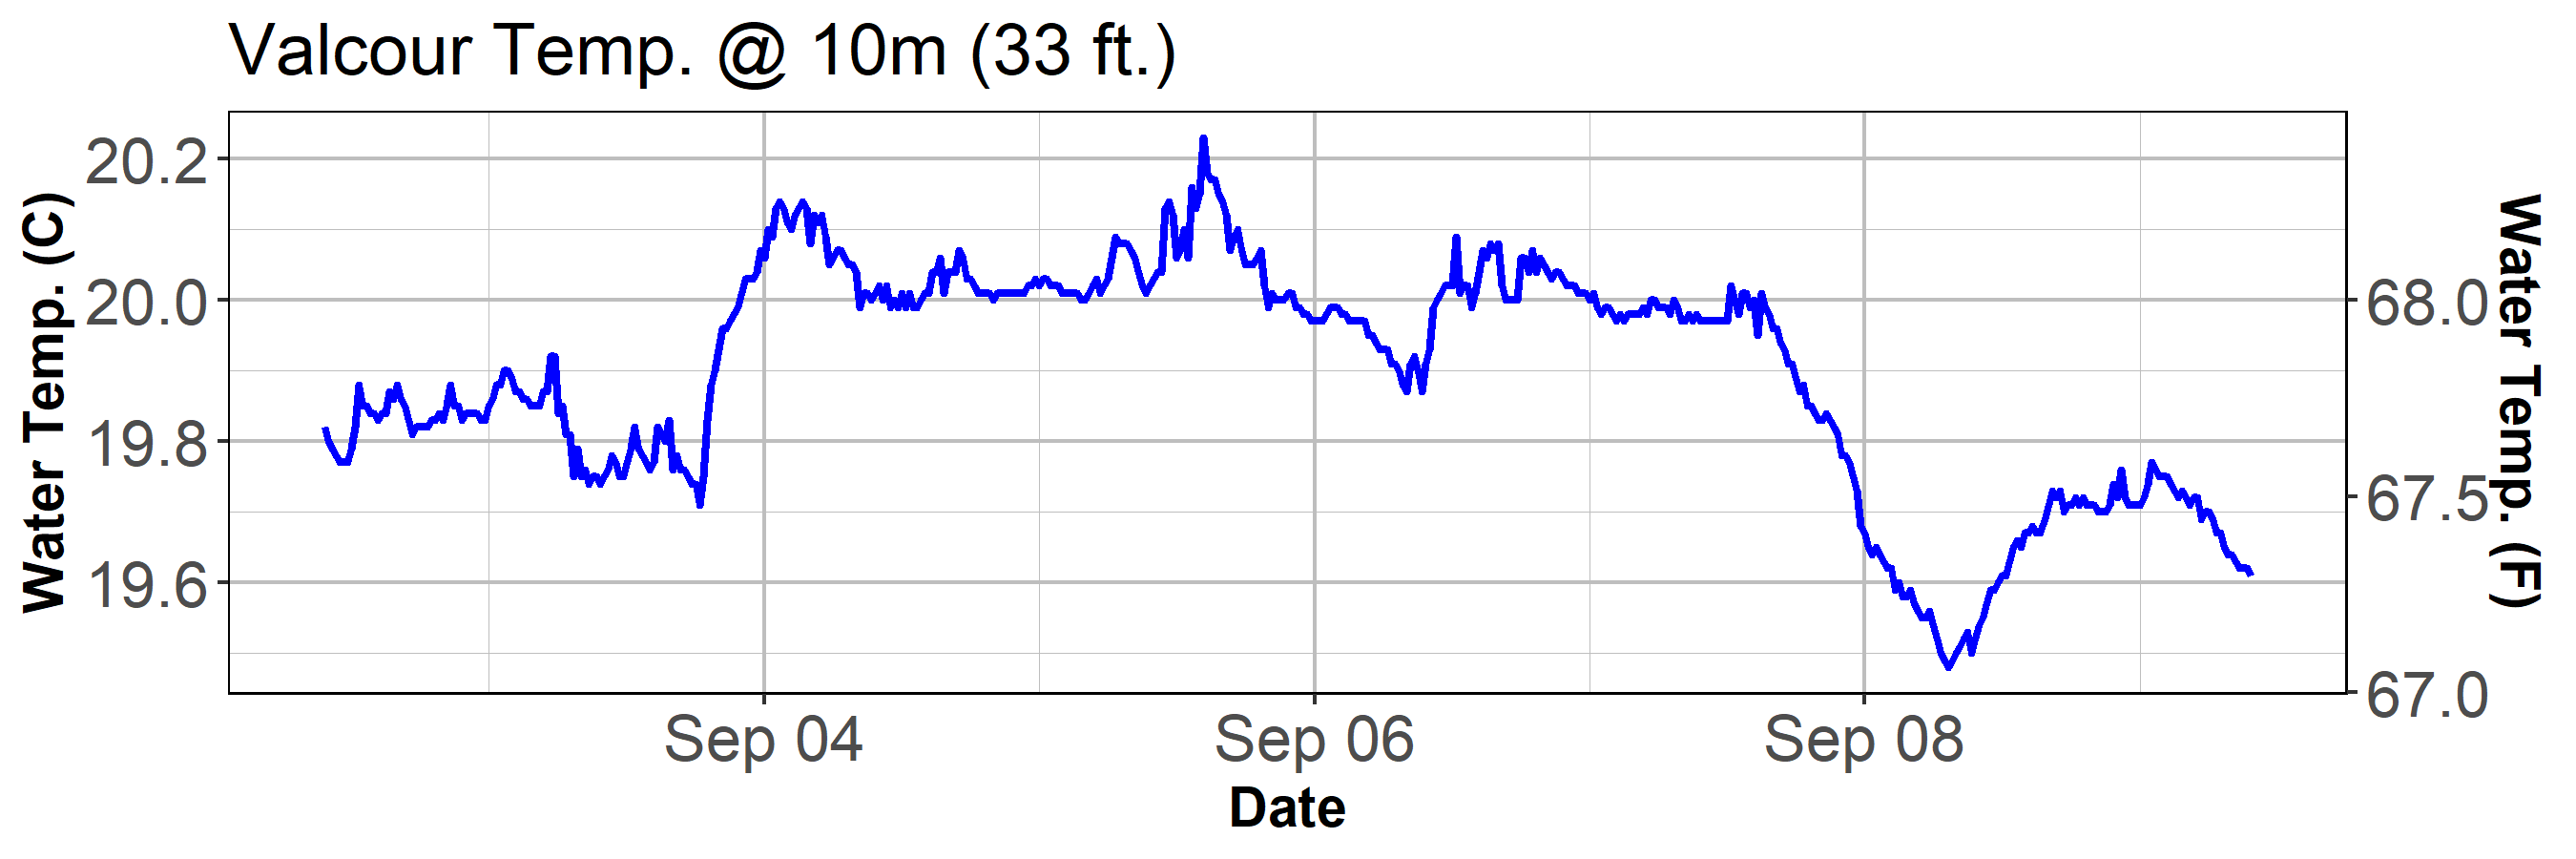 Valcour Temp. @ 10m (33 ft.)
Water Temp. (C)
20.2
20.0
19.8
19.6
68.0
67.5
67.0
Water Temp. (F)
Sep 04 Sep 06 Sep 08
Date